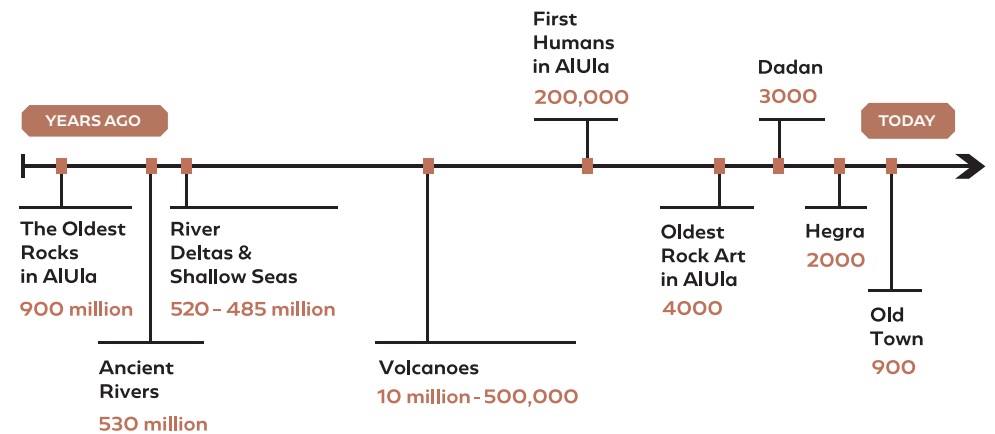 YEARS AGO
The Oldest
Rocks
in AlUla
900 million
Ancient
Rivers
530 million
River
Deltas &
Shallow Seas
520 - 485 million
Volcanoes
10 million - 500,000
First
Humans
in AlUla
200,000
Oldest
Rock Art
in AlUla
4000
Dadan
3000
Hegra
2000
TODAY
Old
Town
900